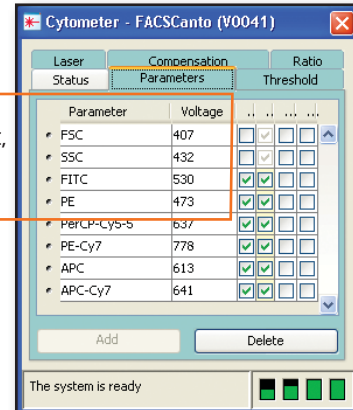 Cytometer - FACSCanto (V0041)
Laser Compensation Ratio
Status Parameters Threshold
Parameter Voltage .. .. ... ...
FSC 407
SSC 432
FITC 530
PE 473
PerCP-Cy5-5 637
PE-Cy7 778
APC 613
APC-Cy7 641
Add Delete
The system is ready